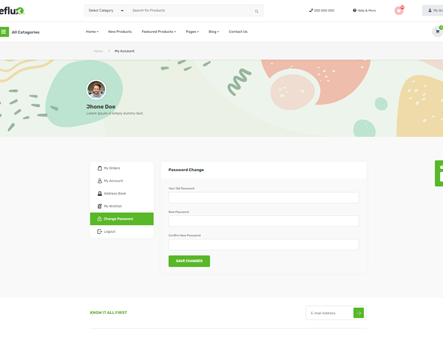 Select Category
Search for Products
000 000 000
Help & More
All Categories
Home
New Products
Featured Products
Pages
Blog
Contact Us
Home
My Account
Jhone Doe
Lorem Ipsum is simply dummy text.
My Orders
My Account
Address Book
My Wishlist
Change Password
Logout
Password Change
Your Old Password
New Password
Confirm New Password
SAVE CHANGES
KNOW IT ALL FIRST
E-mail Address